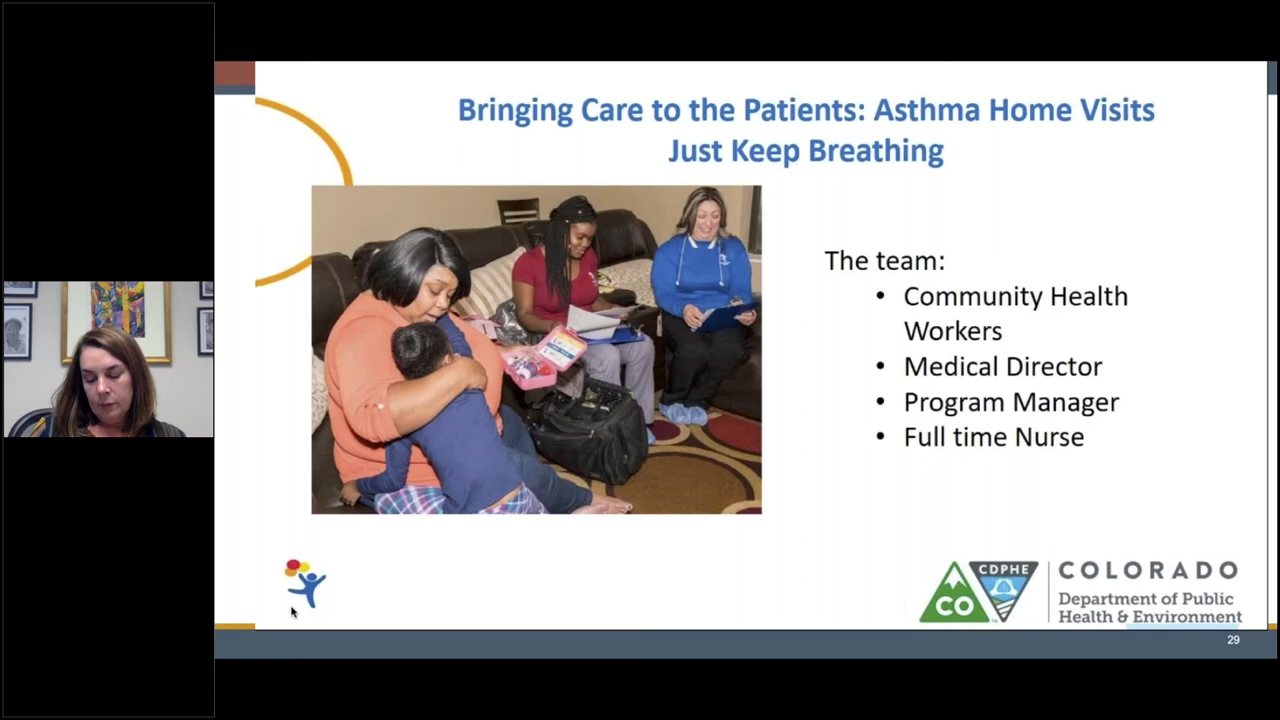 Bringing Care to the Patients: Asthma Home Visits
Just Keep Breathing
The team:
• Community Health
Workers
• Medical Director
• Program Manager
• Full time Nurse
CO
CDPHE
COLORADO
Department of Public
Health & Environment
29